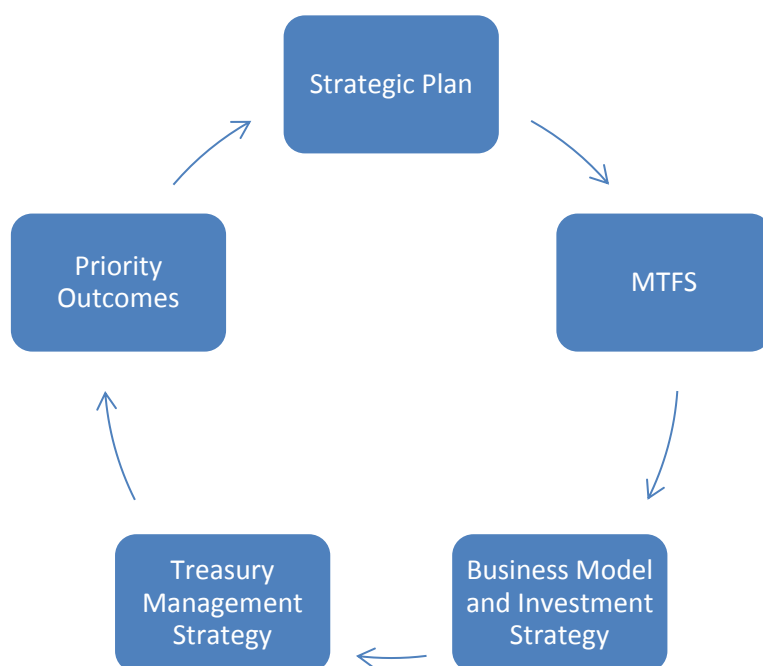 Strategic Plan
MTFS
Business Model
and Investment
Strategy
Treasury
Management
Strategy
Priority
Outcomes